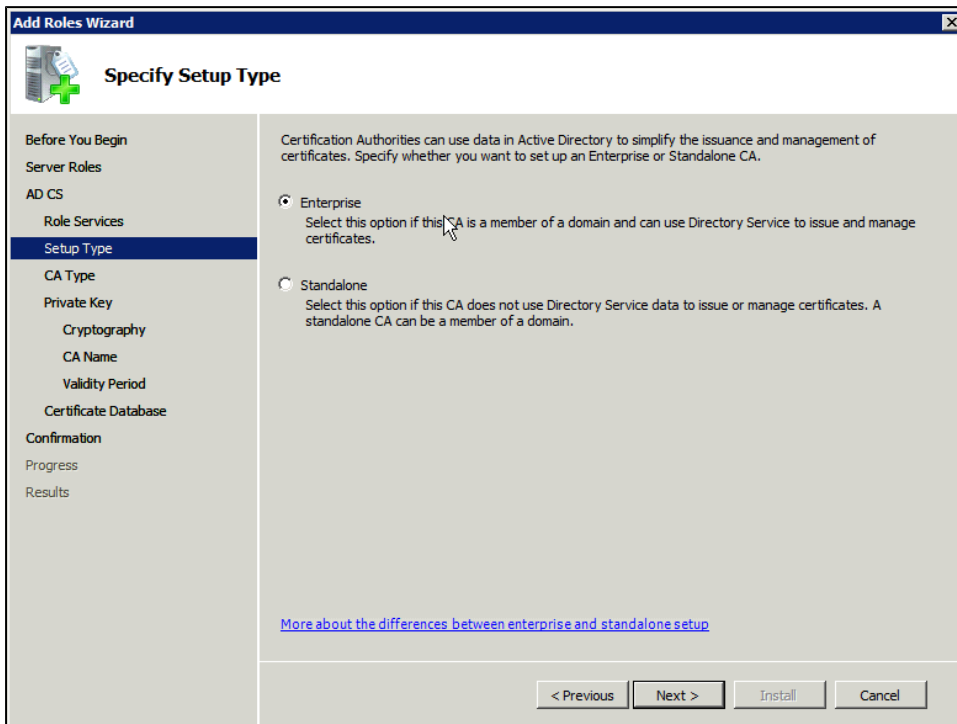 Add Roles Wizard
Specify Setup Type
Before You Begin
Server Roles
AD CS
Role Services
Setup Type
CA Type
Private Key
Cryptography
CA Name
Validity Period
Certificate Database
Confirmation
Progress
Results
Certification Authorities can use data in Active Directory to simplify the issuance and management of
certificates. Specify whether you want to set up an Enterprise or Standalone CA.
Enterprise
Select this option if this CA is a member of a domain and can use Directory Service to issue and manage
certificates.
Standalone
Select this option if this CA does not use Directory Service data to issue or manage certificates. A
standalone CA can be a member of a domain.
More about the differences between enterprise and standalone setup
< Previous
Next >
Install
Cancel